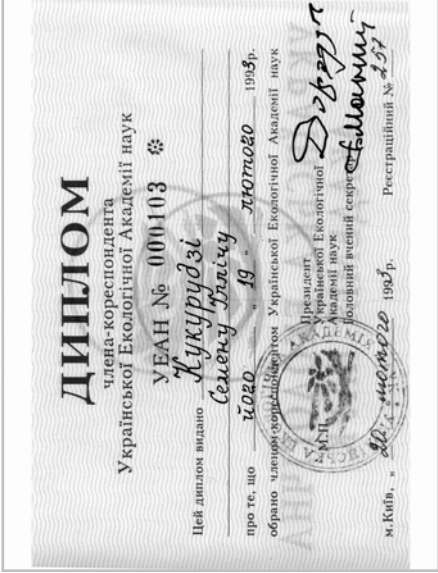 ДИПЛОМ
члена-кореспондента
Української Екологічної Академії наук
УЕАН № 000103
Цей диплом видано Кукурудзі
Семену Іллічу
про те, що його „ 19 " лютого 1993р.
обрано членом-кореспондентом Української Екологічної Академії наук
Президент
Української Екологічної
Академії наук
Головний вчений секретар
М.П.
м.Київ, „ 20 " лютого 1993р. Реєстраційний № 257